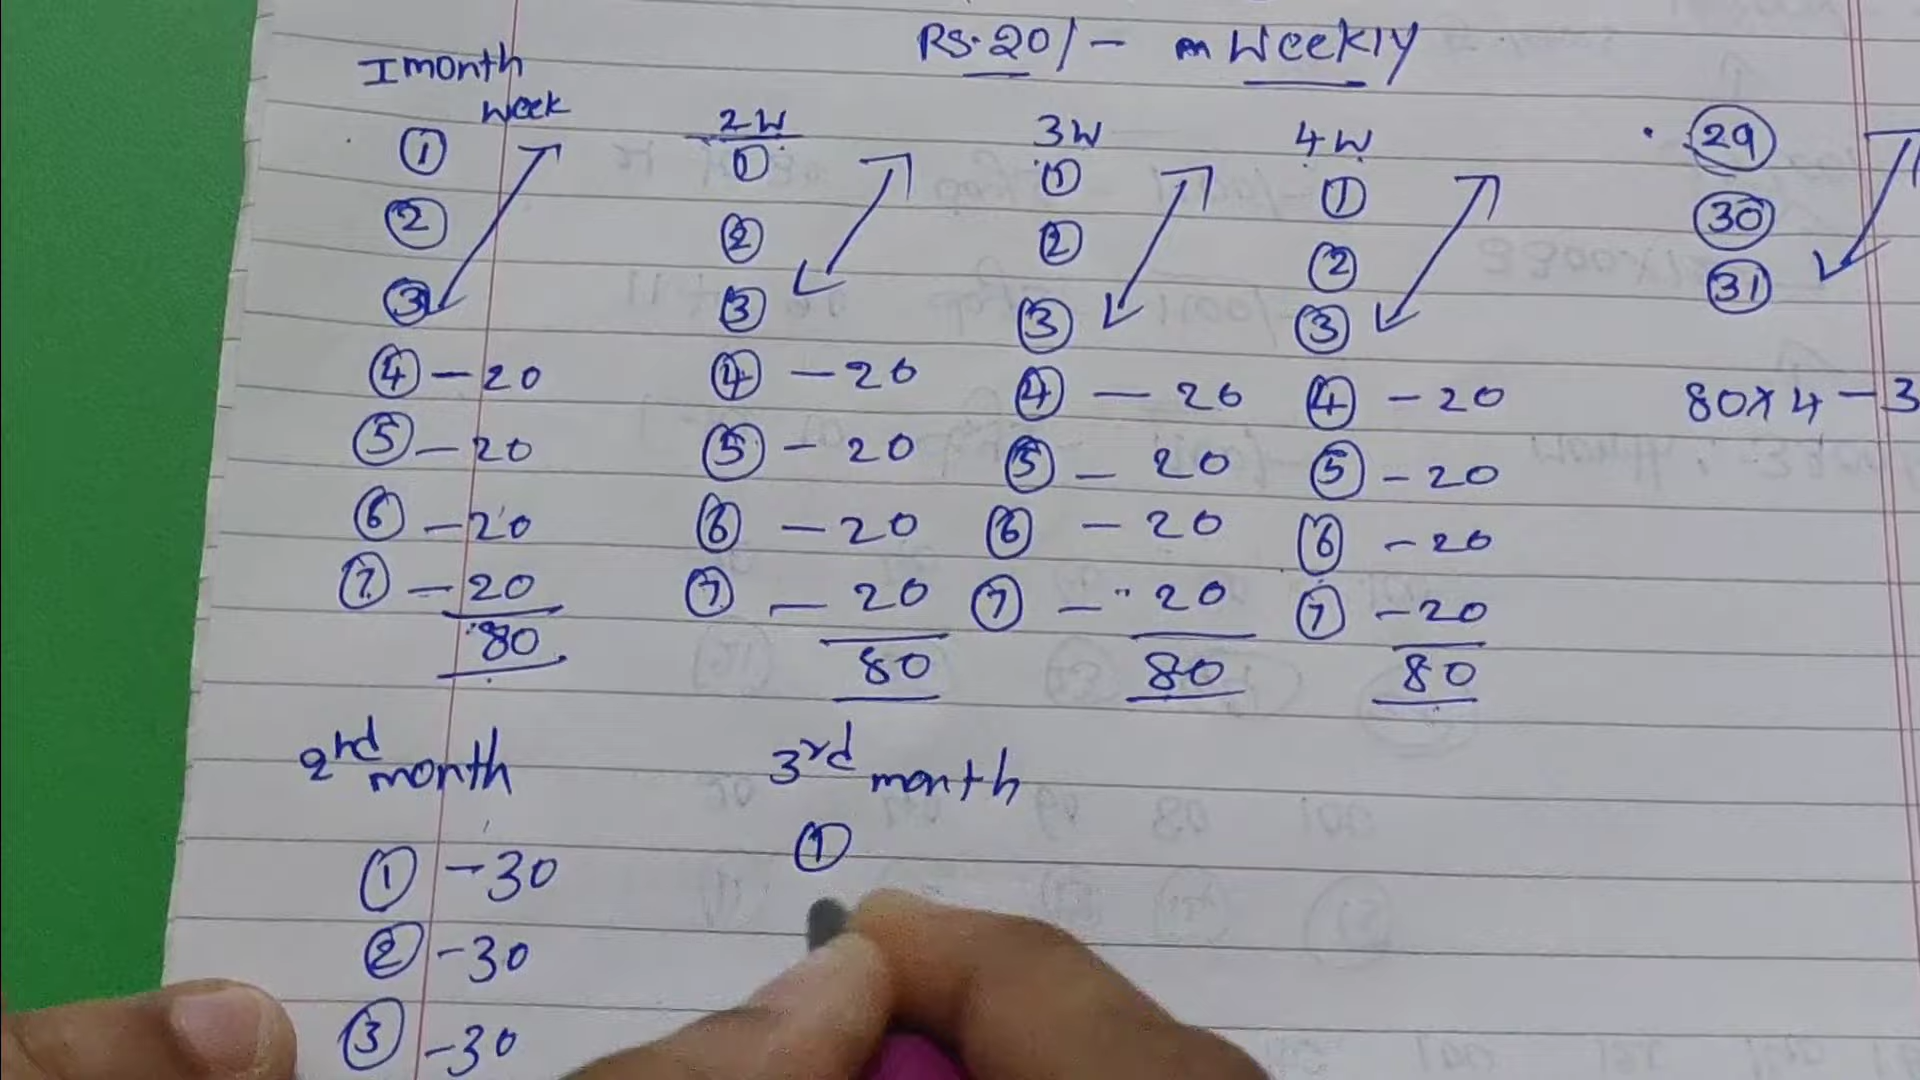 Rs.20/- Weekly
I month
week 2W 3W 4W
1 1 1 1 29
2 2 2 2 30
3 3 3 3 31
4 - 20 4 - 20 4 - 20 4 - 20 80x4 - 3
5 - 20 5 - 20 5 - 20 5 - 20
6 - 20 6 - 20 6 - 20 6 - 20
7 - 20 7 - 20 7 - 20 7 - 20
80 80 80 80
2nd month 3rd month
1 - 30 1
2 - 30
3 - 30